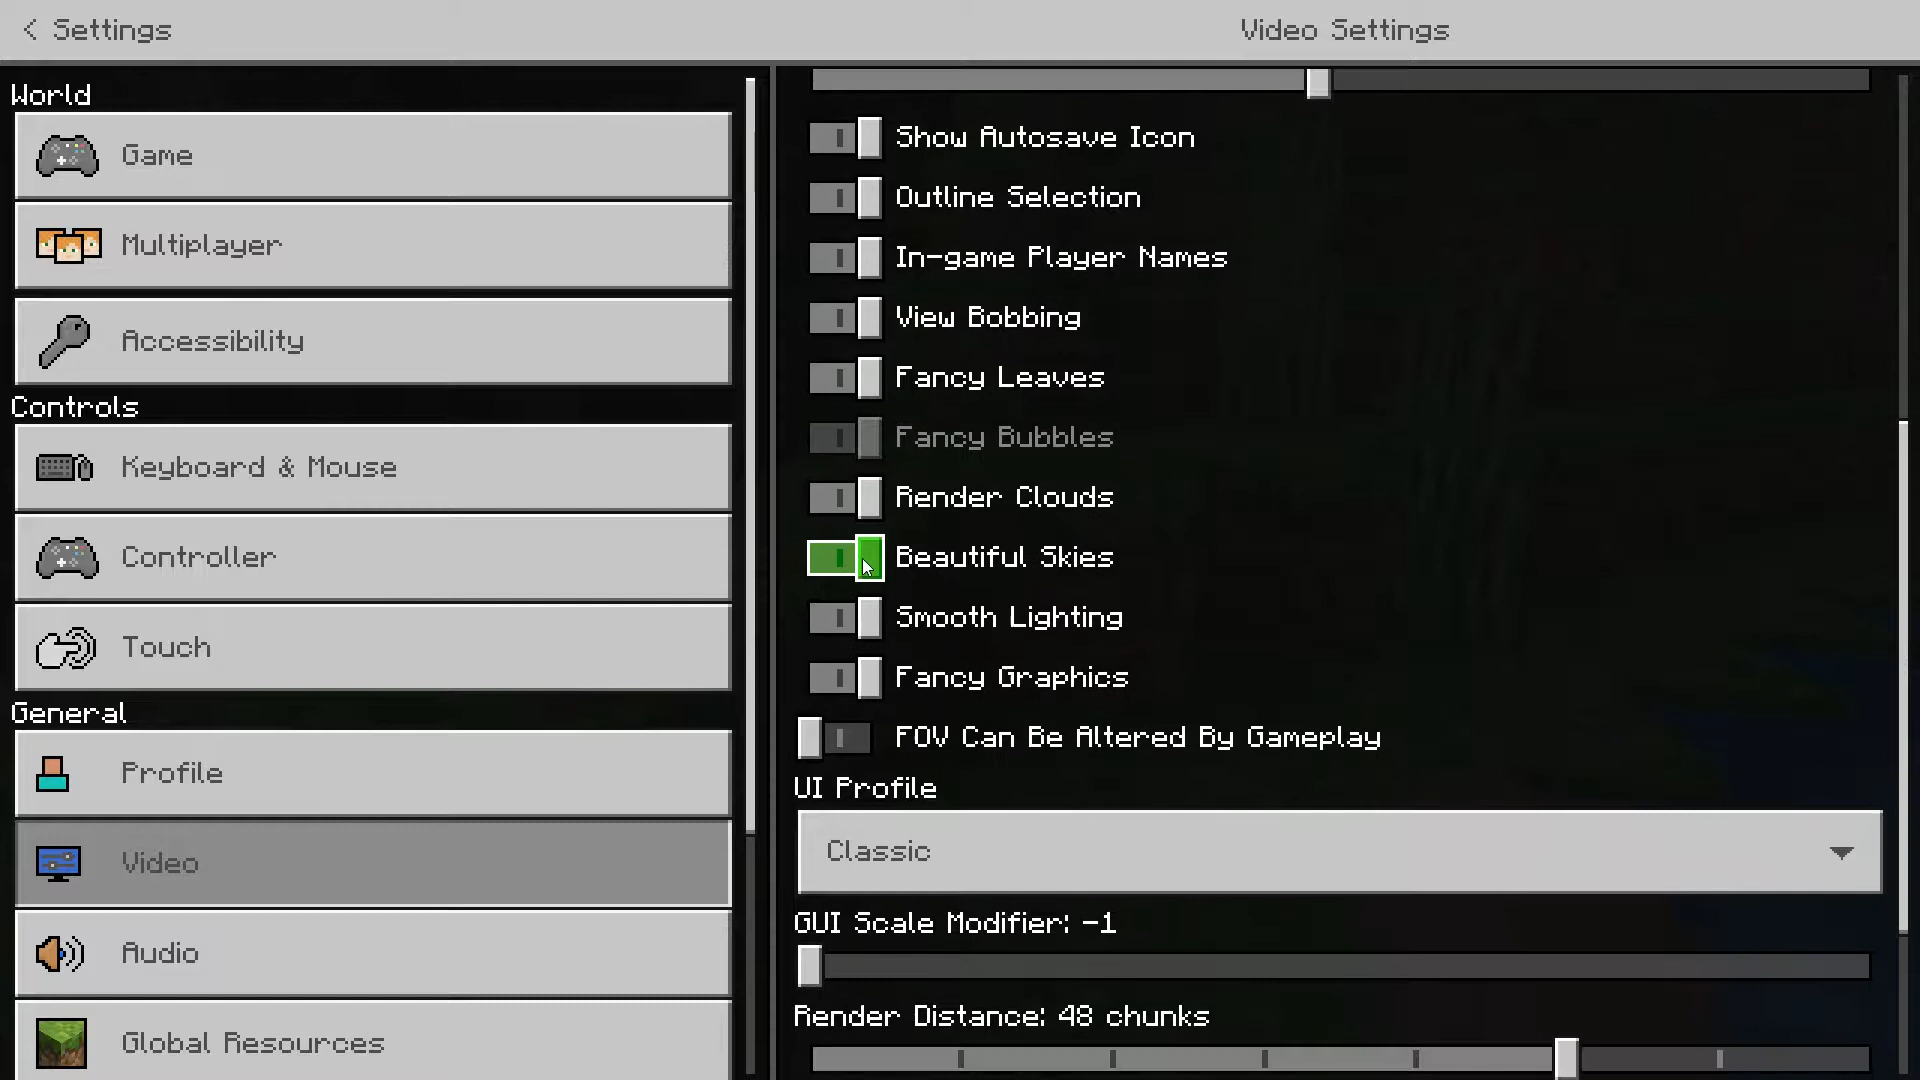 Settings
Video Settings
World
Game
Multiplayer
Accessibility
Controls
Keyboard & Mouse
Controller
Touch
General
Profile
Video
Audio
Global Resources
Show Autosave Icon
Outline Selection
In-game Player Names
View Bobbing
Fancy Leaves
Fancy Bubbles
Render Clouds
Beautiful Skies
Smooth Lighting
Fancy Graphics
FOV Can Be Altered By Gameplay
UI Profile
Classic
GUI Scale Modifier: -1
Render Distance: 48 chunks